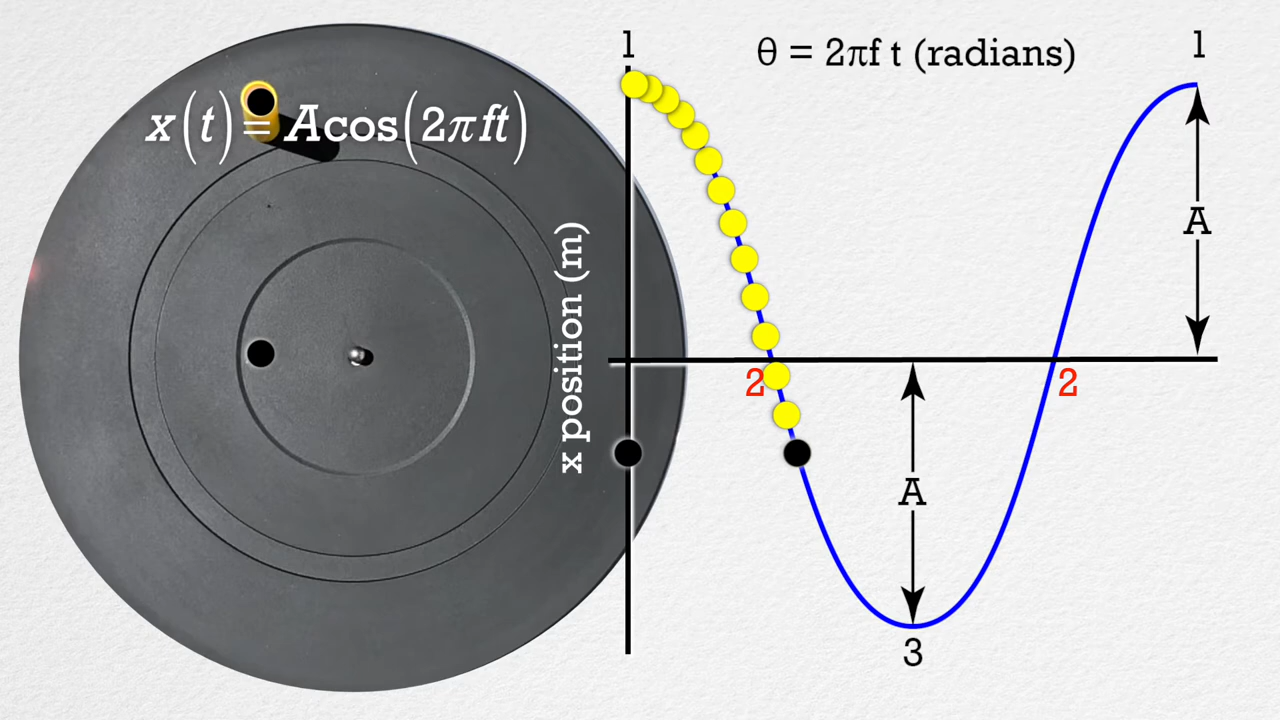 x(t) = Acos(2πft)
θ = 2πf t (radians)
1
1
x position (m)
A
2
2
A
3